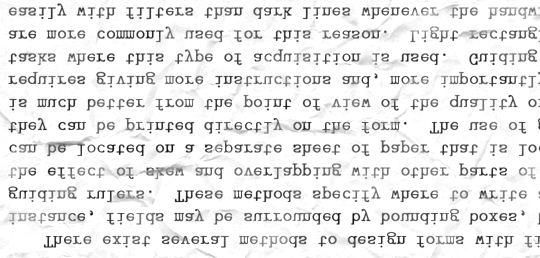 There exist several methods to design forms with fi
instance, fields may be surrounded by bounding boxes,
guiding rulers. These methods specify where to write
the effect of skew and overlapping with other parts of
can be located on a separate sheet of paper that is loc
they can be printed directly on the form. The use of g
is much better from the point of view of the quality o
requires giving more instructions and, more importantly
tasks where this type of acquisition is used. Guiding
are more commonly used for this reason. Light rectang
easily with filters than dark lines whenever the handw